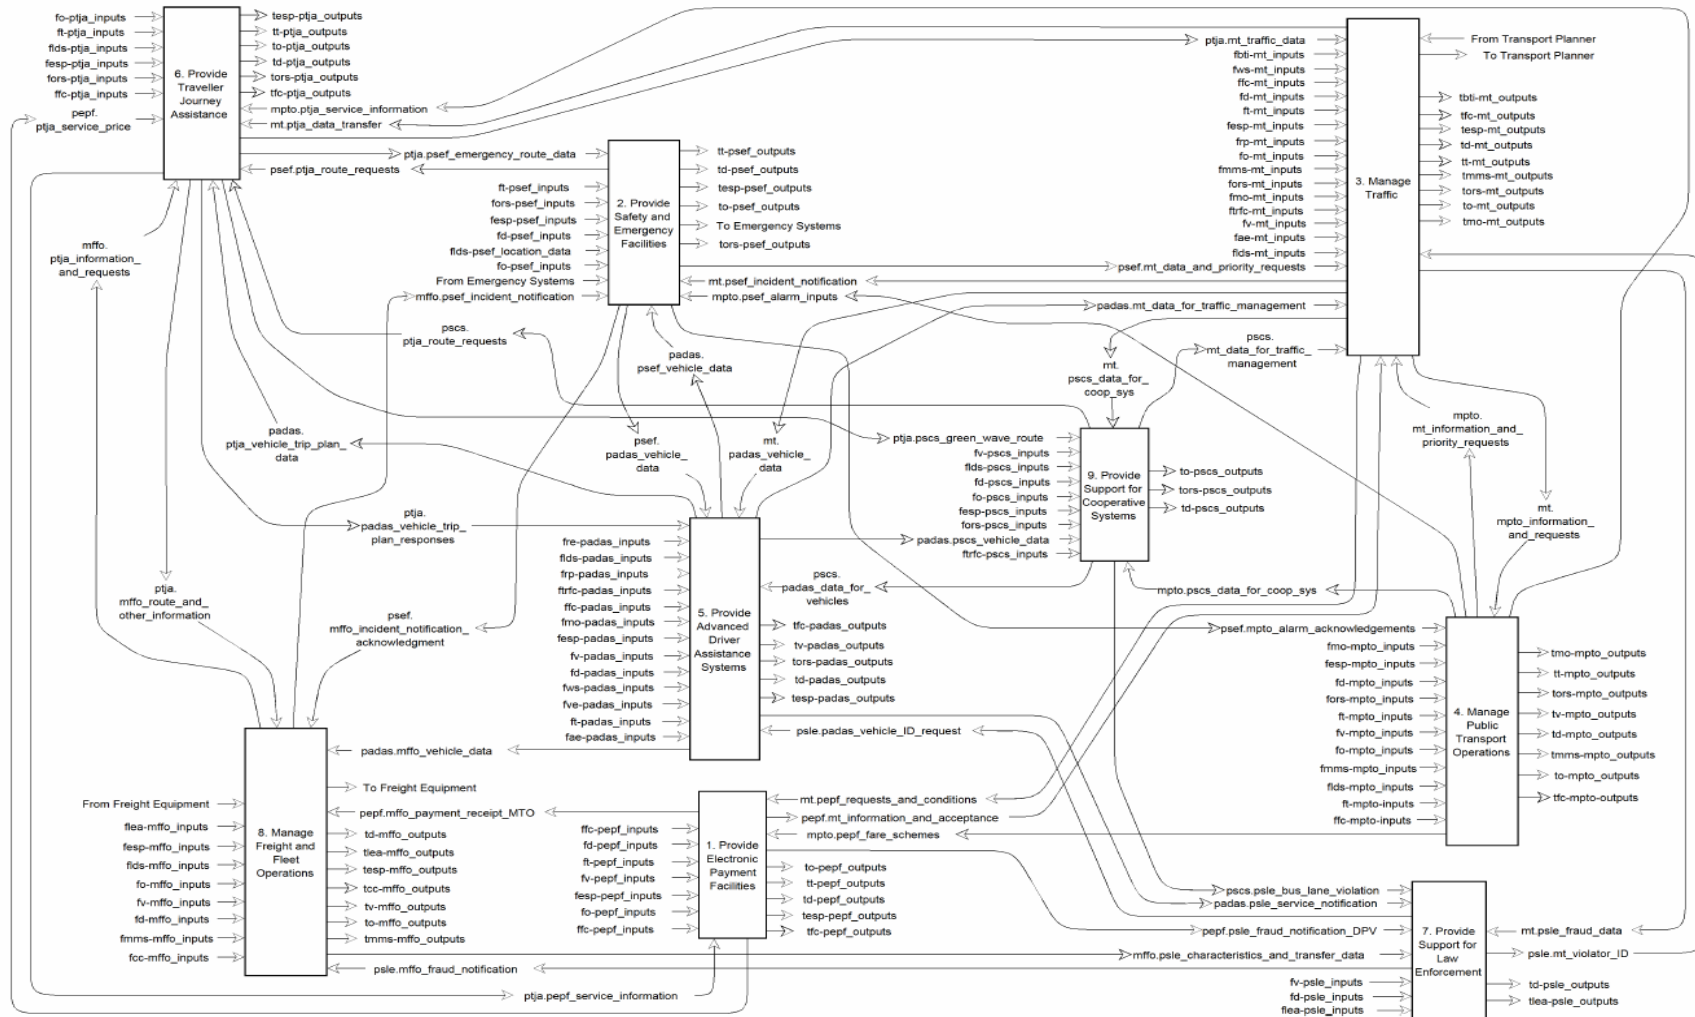 fo-ptja_inputs
ft-ptja_inputs
flds-ptja_inputs
fesp-ptja_inputs
fors-ptja_inputs
ffc-ptja_inputs
pepf.
ptja_service_price
6. Provide
Traveller
Journey
Assistance
tesp-ptja_outputs
tt-ptja_outputs
to-ptja_outputs
td-ptja_outputs
tors-ptja_outputs
tfc-ptja_outputs
mpto.ptja_service_information
mt.ptja_data_transfer
ptja.psef_emergency_route_data
psef.ptja_route_requests
ft-psef_inputs
fors-psef_inputs
fesp-psef_inputs
fd-psef_inputs
flds-psef_location_data
fo-psef_inputs
From Emergency Systems
mffo.psef_incident_notification
2. Provide
Safety and
Emergency
Facilities
tt-psef_outputs
td-psef_outputs
tesp-psef_outputs
to-psef_outputs
To Emergency Systems
tors-psef_outputs
mt.psef_incident_notification
mpto.psef_alarm_inputs
ptja.mt_traffic_data
fbti-mt_inputs
fws-mt_inputs
ffc-mt_inputs
fd-mt_inputs
ft-mt_inputs
fesp-mt_inputs
frp-mt_inputs
fo-mt_inputs
fmms-mt_inputs
fors-mt_inputs
fmo-mt_inputs
ftrfc-mt_inputs
fv-mt_inputs
fae-mt_inputs
flds-mt_inputs
psef.mt_data_and_priority_requests
padas.mt_data_for_traffic_management
pscs.
mt_data_for_traffic_
management
3. Manage
Traffic
From Transport Planner
To Transport Planner
tbti-mt_outputs
tfc-mt_outputs
tesp-mt_outputs
td-mt_outputs
tt-mt_outputs
tmms-mt_outputs
tors-mt_outputs
to-mt_outputs
tmo-mt_outputs
mffo.
ptja_information_
and_requests
pscs.
ptja_route_requests
padas.
psef_vehicle_data
mt.
pscs_data_for_
coop_sys
padas.
ptja_vehicle_trip_plan_
data
psef.
padas_vehicle_
data
mt.
padas_vehicle_
data
ptja.pscs_green_wave_route
fv-pscs_inputs
flds-pscs_inputs
fd-pscs_inputs
fo-pscs_inputs
fesp-pscs_inputs
fors-pscs_inputs
padas.pscs_vehicle_data
ftrfc-pscs_inputs
9. Provide
Support for
Cooperative
Systems
to-pscs_outputs
tors-pscs_outputs
td-pscs_outputs
mpto.
mt_information_and_
priority_requests
mt.
mpto_information_
and_requests
ptja.
padas_vehicle_trip_
plan_responses
ptja.
mffo_route_and_
other_information
psef.
mffo_incident_notification_
acknowledgment
fre-padas_inputs
flds-padas_inputs
frp-padas_inputs
ftrfc-padas_inputs
ffc-padas_inputs
fmo-padas_inputs
fesp-padas_inputs
fv-padas_inputs
fd-padas_inputs
fws-padas_inputs
fve-padas_inputs
ft-padas_inputs
fae-padas_inputs
5. Provide
Advanced
Driver
Assistance
Systems
pscs.
padas_data_for_
vehicles
tfc-padas_outputs
tv-padas_outputs
tors-padas_outputs
td-padas_outputs
tesp-padas_outputs
psle.padas_vehicle_ID_request
mpto.pscs_data_for_coop_sys
psef.mpto_alarm_acknowledgements
fmo-mpto_inputs
fesp-mpto_inputs
fd-mpto_inputs
fors-mpto_inputs
ft-mpto_inputs
fv-mpto_inputs
fo-mpto_inputs
fmms-mpto_inputs
flds-mpto_inputs
ft-mpto-inputs
ffc-mpto-inputs
4. Manage
Public
Transport
Operations
tmo-mpto_outputs
tt-mpto_outputs
tors-mpto_outputs
tv-mpto_outputs
td-mpto_outputs
tmms-mpto_outputs
to-mpto_outputs
tfc-mpto-outputs
From Freight Equipment
flea-mffo_inputs
fesp-mffo_inputs
flds-mffo_inputs
fo-mffo_inputs
fv-mffo_inputs
fd-mffo_inputs
fmms-mffo_inputs
fcc-mffo_inputs
8. Manage
Freight and
Fleet
Operations
padas.mffo_vehicle_data
To Freight Equipment
pepf.mffo_payment_receipt_MTO
td-mffo_outputs
tlea-mffo_outputs
tesp-mffo_outputs
tcc-mffo_outputs
tv-mffo_outputs
to-mffo_outputs
tmms-mffo_outputs
psle.mffo_fraud_notification
ffc-pepf_inputs
fd-pepf_inputs
ft-pepf_inputs
fv-pepf_inputs
fesp-pepf_inputs
fo-pepf_inputs
ffc-pepf_inputs
1. Provide
Electronic
Payment
Facilities
mt.pepf_requests_and_conditions
pepf.mt_information_and_acceptance
mpto.pepf_fare_schemes
to-pepf_outputs
tt-pepf_outputs
td-pepf_outputs
tesp-pepf_outputs
tfc-pepf_outputs
ptja.pepf_service_information
pscs.psle_bus_lane_violation
padas.psle_service_notification
pepf.psle_fraud_notification_DPV
mffo.psle_characteristics_and_transfer_data
fv-psle_inputs
fd-psle_inputs
flea-psle_inputs
7. Provide
Support for
Law
Enforcement
mt.psle_fraud_data
psle.mt_violator_ID
td-psle_outputs
tlea-psle_outputs